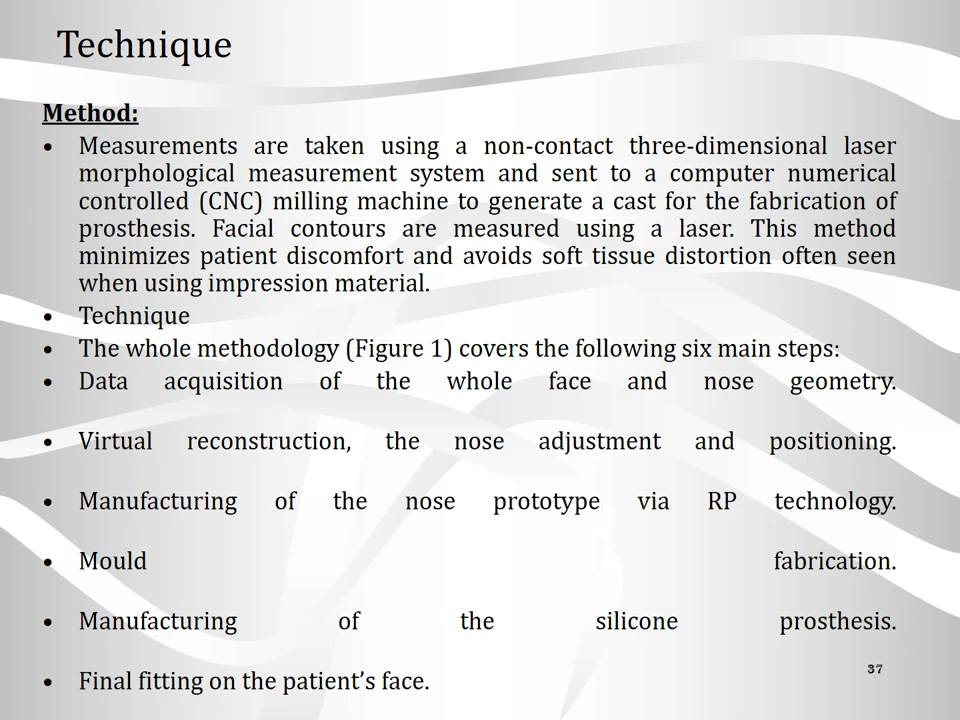 Technique
Method:
• Measurements are taken using a non-contact three-dimensional laser
morphological measurement system and sent to a computer numerical
controlled (CNC) milling machine to generate a cast for the fabrication of
prosthesis. Facial contours are measured using a laser. This method
minimizes patient discomfort and avoids soft tissue distortion often seen
when using impression material.
• Technique
• The whole methodology (Figure 1) covers the following six main steps:
• Data acquisition of the whole face and nose geometry.
• Virtual reconstruction, the nose adjustment and positioning.
• Manufacturing of the nose prototype via RP technology.
• Mould fabrication.
• Manufacturing of the silicone prosthesis.
• Final fitting on the patient’s face.
37